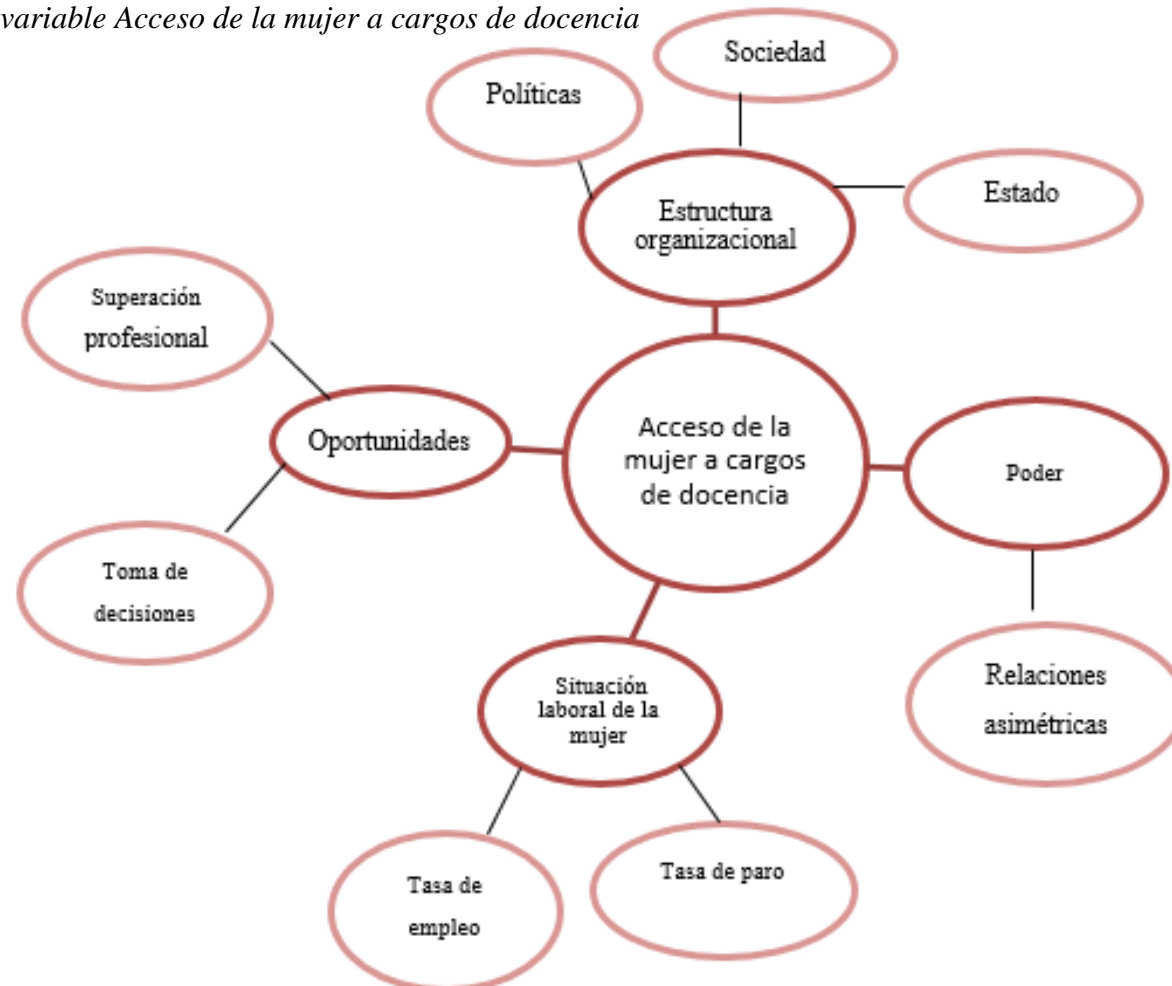 variable Acceso de la mujer a cargos de docencia
Sociedad
Políticas
Estado
Estructura
organizacional
Superación
profesional
Oportunidades
Acceso de la
mujer a cargos
de docencia
Poder
Toma de
decisiones
Relaciones
asimétricas
Situación
laboral de la
mujer
Tasa de
empleo
Tasa de paro